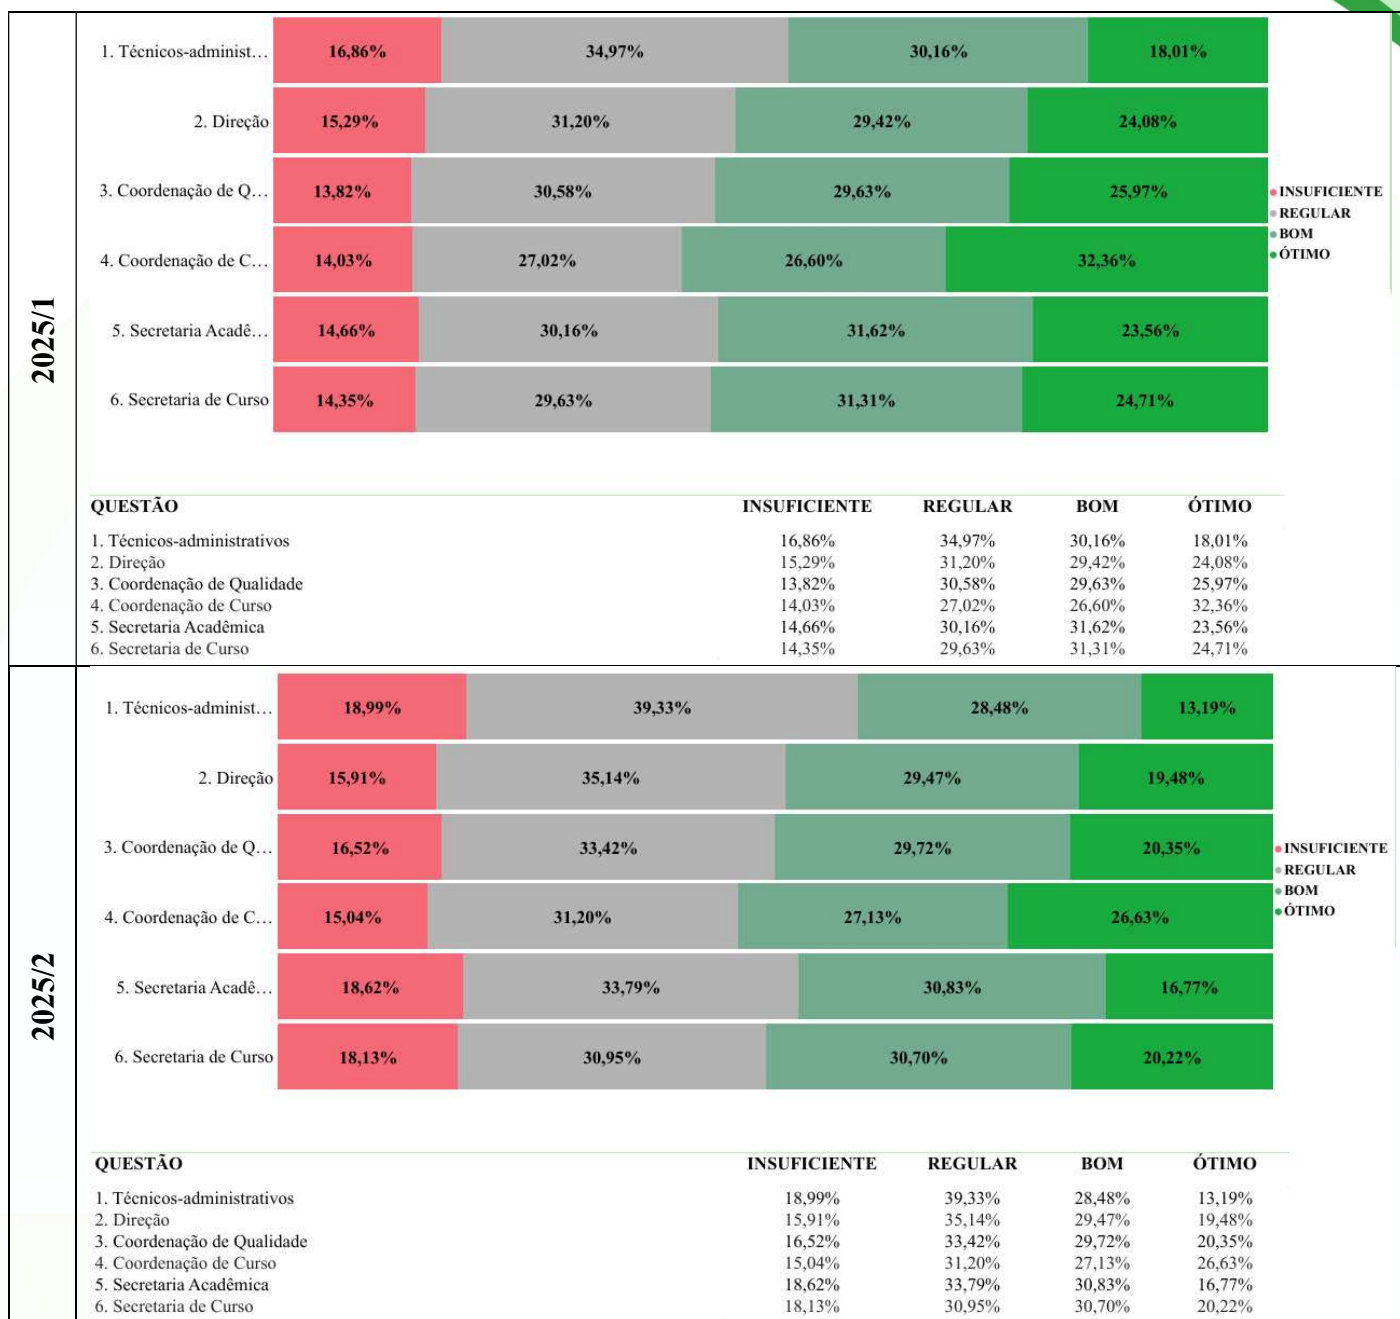 2025/1
1. Técnicos-administ… 16,86% 34,97% 30,16% 18,01%
2. Direção 15,29% 31,20% 29,42% 24,08%
3. Coordenação de Q… 13,82% 30,58% 29,63% 25,97%
4. Coordenação de C… 14,03% 27,02% 26,60% 32,36%
5. Secretaria Acadê… 14,66% 30,16% 31,62% 23,56%
6. Secretaria de Curso 14,35% 29,63% 31,31% 24,71%
INSUFICIENTE
REGULAR
BOM
ÓTIMO
QUESTÃO INSUFICIENTE REGULAR BOM ÓTIMO
1. Técnicos-administrativos 16,86% 34,97% 30,16% 18,01%
2. Direção 15,29% 31,20% 29,42% 24,08%
3. Coordenação de Qualidade 13,82% 30,58% 29,63% 25,97%
4. Coordenação de Curso 14,03% 27,02% 26,60% 32,36%
5. Secretaria Acadêmica 14,66% 30,16% 31,62% 23,56%
6. Secretaria de Curso 14,35% 29,63% 31,31% 24,71%
2025/2
1. Técnicos-administ… 18,99% 39,33% 28,48% 13,19%
2. Direção 15,91% 35,14% 29,47% 19,48%
3. Coordenação de Q… 16,52% 33,42% 29,72% 20,35%
4. Coordenação de C… 15,04% 31,20% 27,13% 26,63%
5. Secretaria Acadê… 18,62% 33,79% 30,83% 16,77%
6. Secretaria de Curso 18,13% 30,95% 30,70% 20,22%
INSUFICIENTE
REGULAR
BOM
ÓTIMO
QUESTÃO INSUFICIENTE REGULAR BOM ÓTIMO
1. Técnicos-administrativos 18,99% 39,33% 28,48% 13,19%
2. Direção 15,91% 35,14% 29,47% 19,48%
3. Coordenação de Qualidade 16,52% 33,42% 29,72% 20,35%
4. Coordenação de Curso 15,04% 31,20% 27,13% 26,63%
5. Secretaria Acadêmica 18,62% 33,79% 30,83% 16,77%
6. Secretaria de Curso 18,13% 30,95% 30,70% 20,22%